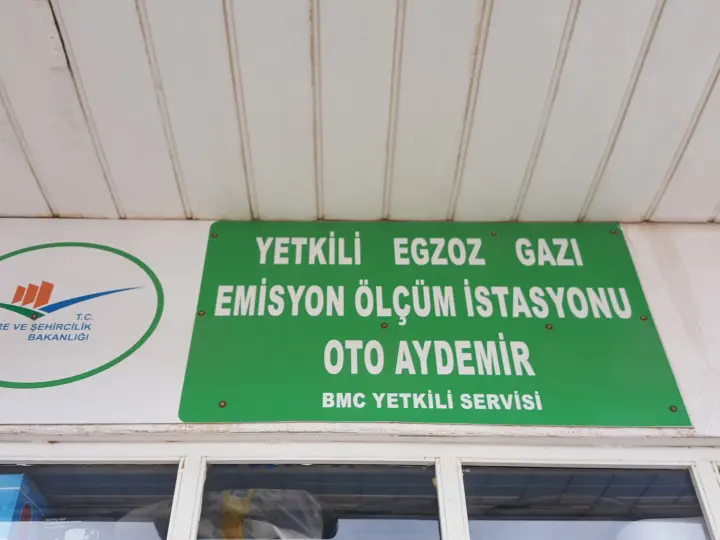 YETKİLİ EGZOZ GAZI
EMİSYON ÖLÇÜM İSTASYONU
OTO AYDEMİR
BMC YETKİLİ SERVİSİ
T.C.
RE VE ŞEHİRCİLİK
BAKANLIĞI